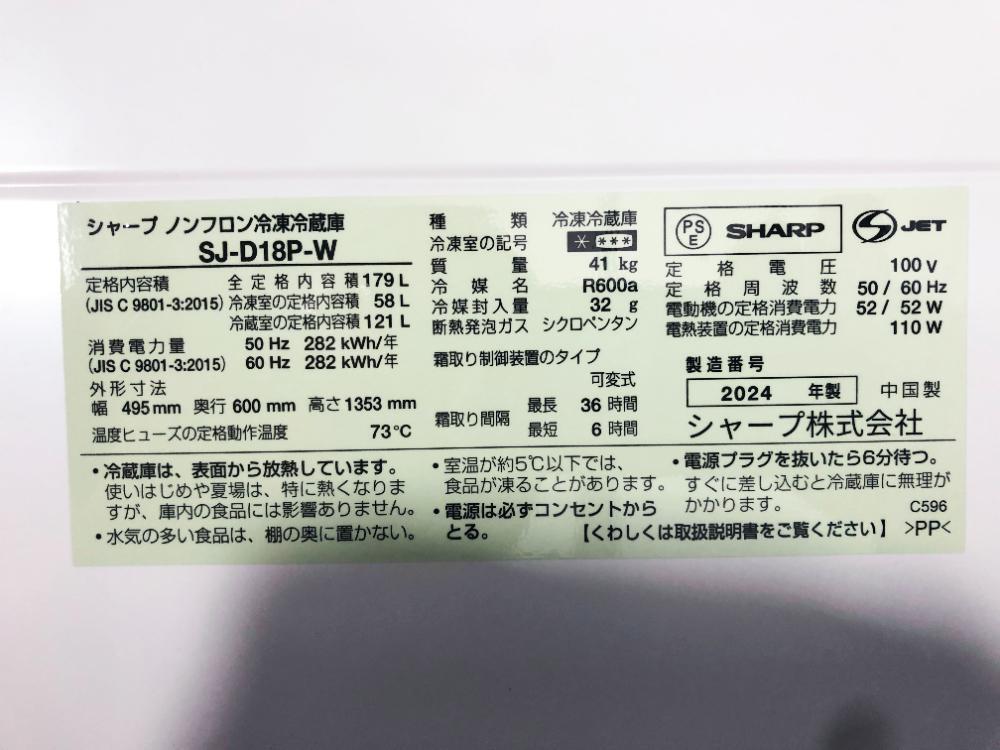 シャープ ノンフロン冷凍冷蔵庫
SJ-D18P-W
定格内容積 全定格内容積 179 L
(JIS C 9801-3:2015) 冷凍室の定格内容積 58 L
冷蔵室の定格内容積 121 L
消費電力量 50 Hz 282 kWh/年
(JIS C 9801-3:2015) 60 Hz 282 kWh/年
外形寸法
幅 495 mm 奥行 600 mm 高さ 1353 mm
温度ヒューズの定格動作温度 73℃
種類 冷凍冷蔵庫
冷凍室の記号 * ***
質量 41 kg
冷媒名 R600a
冷媒封入量 32 g
断熱発泡ガス シクロペンタン
霜取り制御装置のタイプ
可変式
霜取り間隔 最長 36 時間
最短 6 時間
PSE SHARP S JET
定格電圧 100 V
定格周波数 50 / 60 Hz
電動機の定格消費電力 52 / 52 W
電熱装置の定格消費電力 110 W
製造番号
2024 年製 中国製
シャープ株式会社
・冷蔵庫は、表面から放熱しています。
使いはじめや夏場は、特に熱くなりま
すが、庫内の食品には影響ありません。
・水気の多い食品は、棚の奥に置かない。
・室温が約5℃以下では、
食品が凍ることがあります。
・電源は必ずコンセントから
とる。
・電源プラグを抜いたら6分待つ。
すぐに差し込むと冷蔵庫に無理が
かかります。 C596
【くわしくは取扱説明書をご覧ください】 >PP<